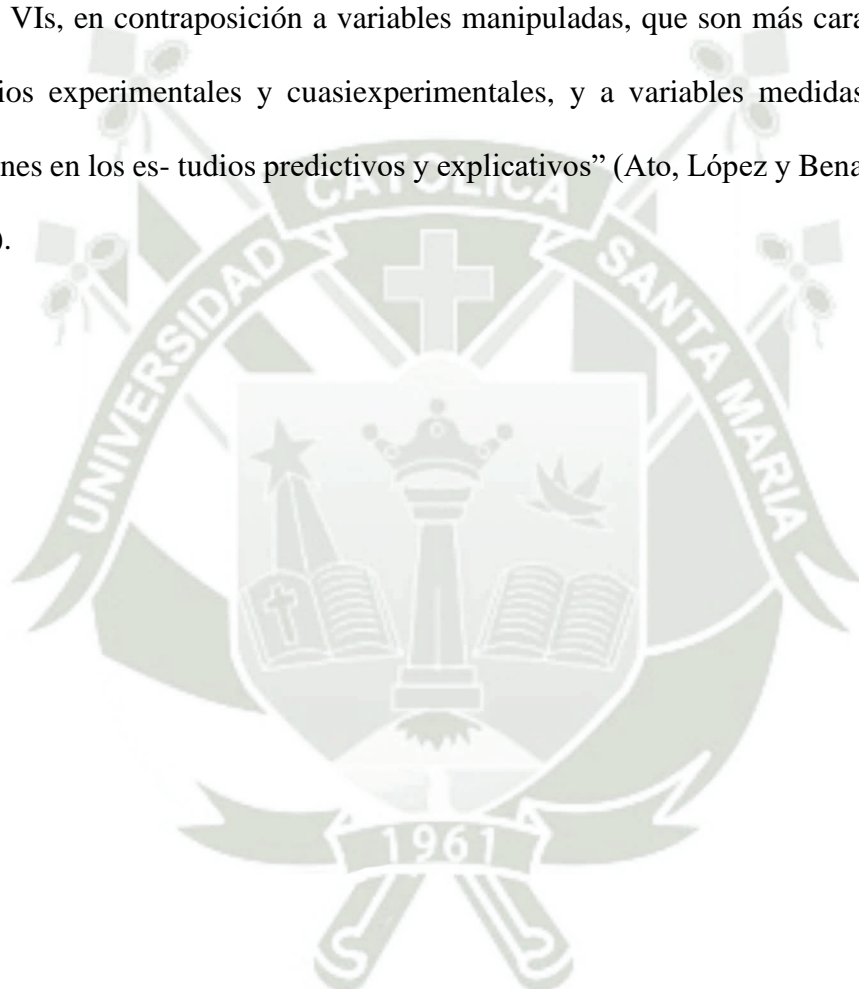 VIs, en contraposición a variables manipuladas, que son más cara
ios experimentales y cuasiexperimentales, y a variables medidas
nes en los es- tudios predictivos y explicativos” (Ato, López y Bena
).
CATOLICA
UNIVERSIDAD
SANTA MARIA
1961